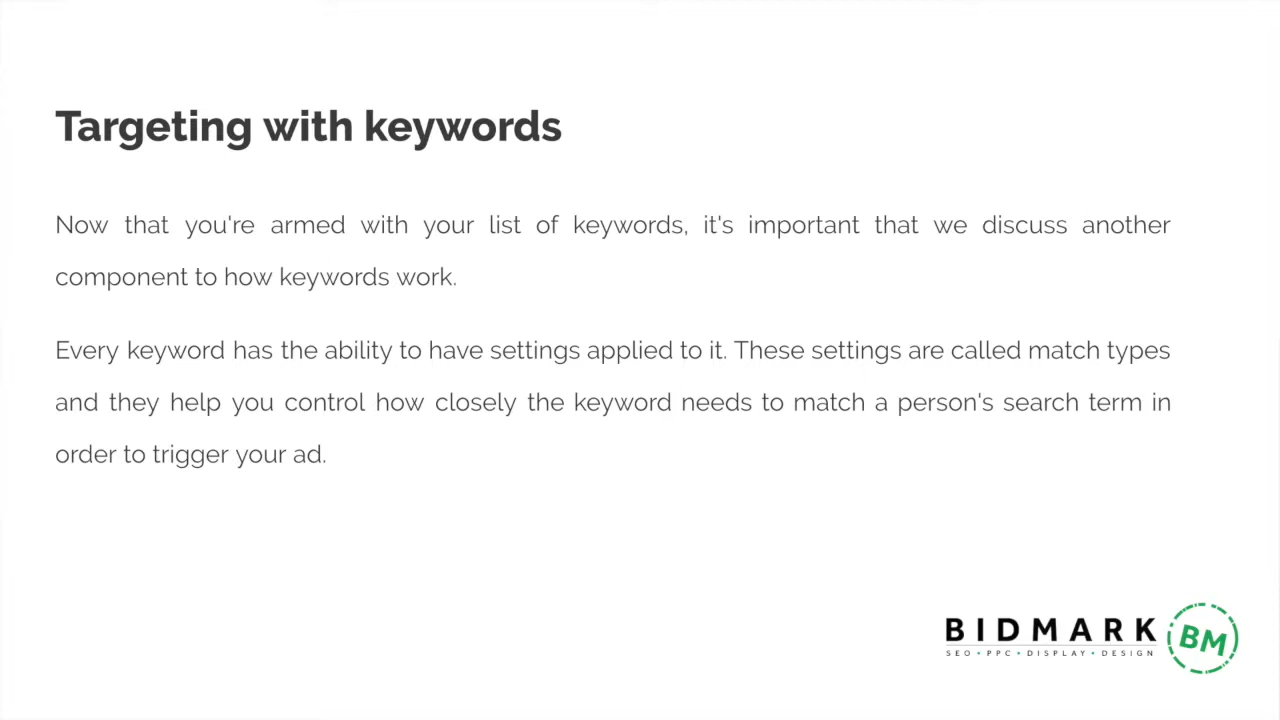 Targeting with keywords
Now that you're armed with your list of keywords, it's important that we discuss another
component to how keywords work.
Every keyword has the ability to have settings applied to it. These settings are called match types
and they help you control how closely the keyword needs to match a person's search term in
order to trigger your ad.
BIDMARK
SEO • PPC • DISPLAY • DESIGN
BM